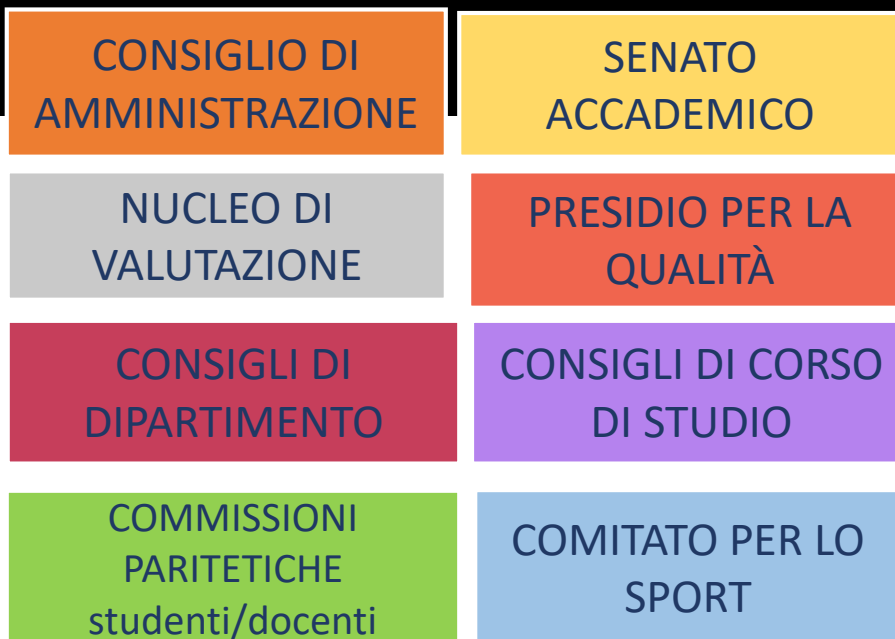 CONSIGLIO DI
AMMINISTRAZIONE
SENATO
ACCADEMICO
NUCLEO DI
VALUTAZIONE
PRESIDIO PER LA
QUALITÀ
CONSIGLI DI
DIPARTIMENTO
CONSIGLI DI CORSO
DI STUDIO
COMMISSIONI
PARITETICHE
studenti/docenti
COMITATO PER LO
SPORT